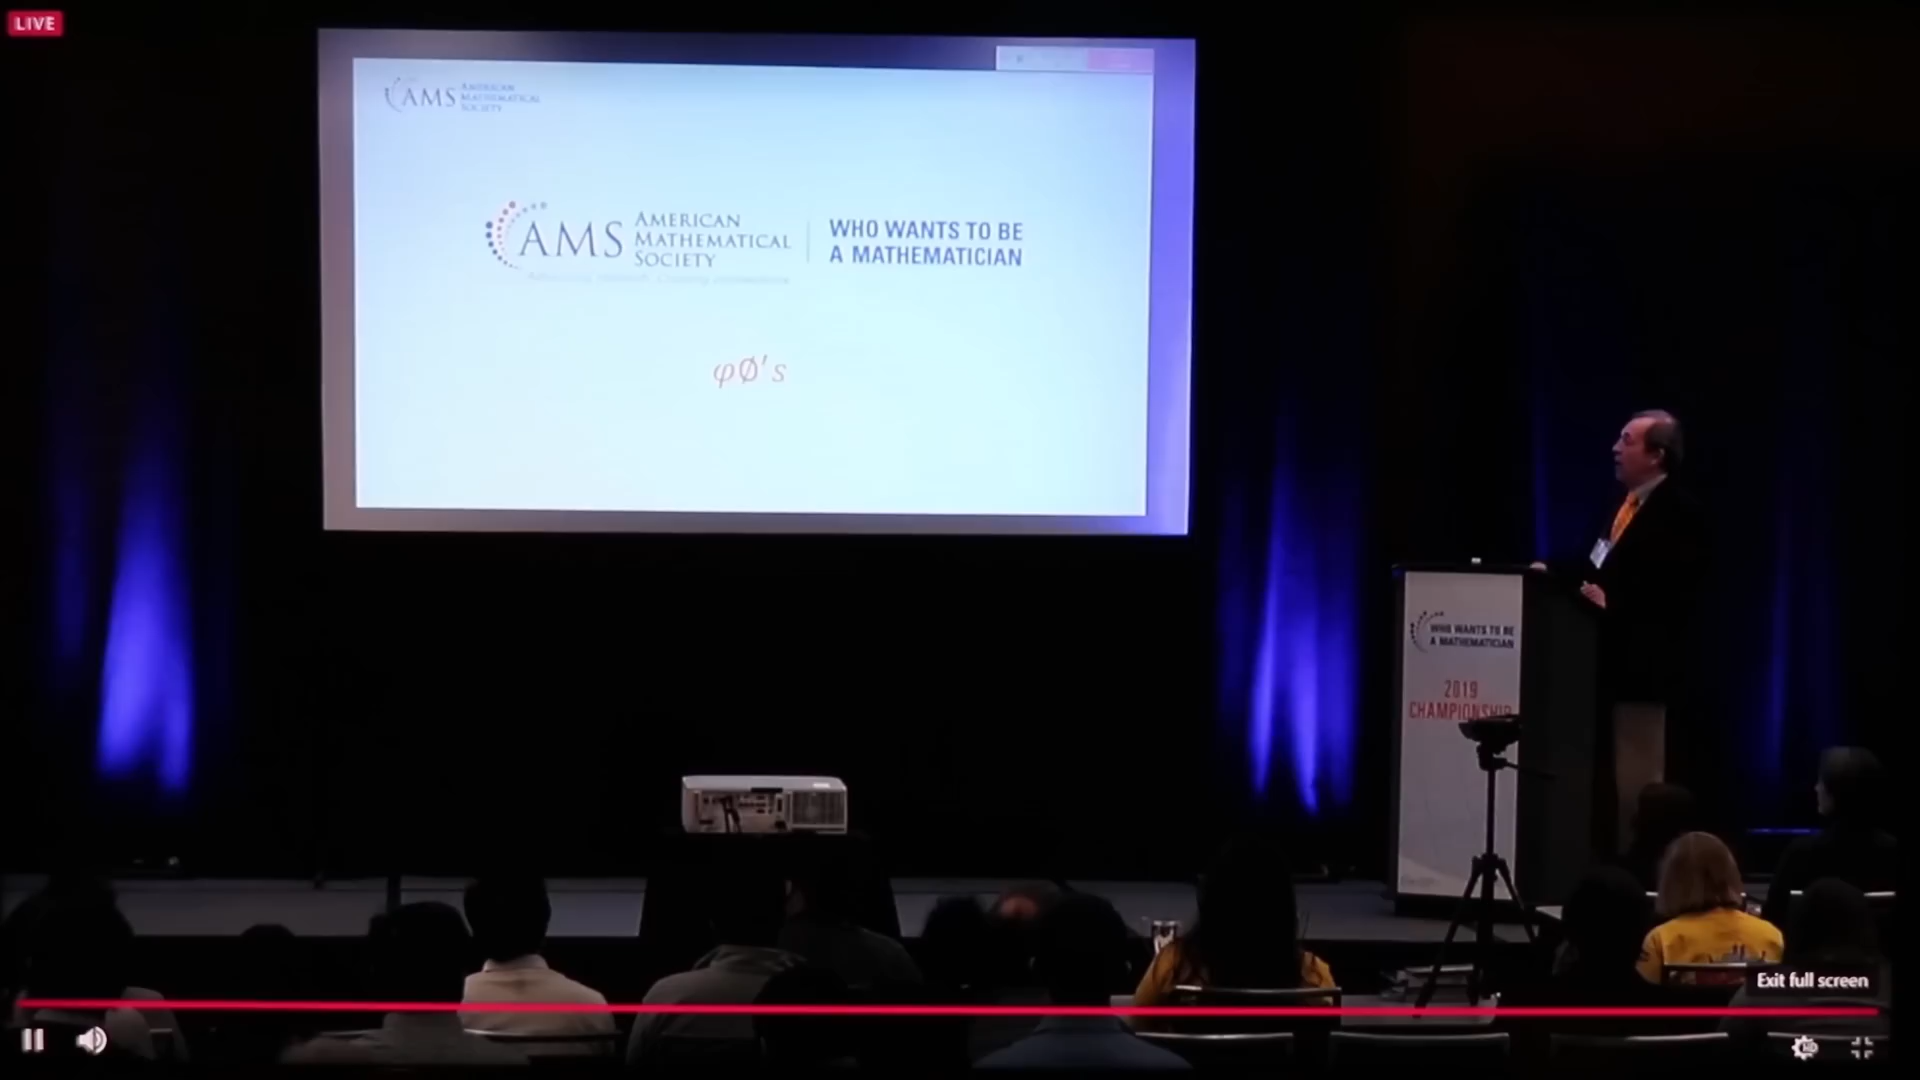 LIVE
AMS AMERICAN
MATHEMATICAL
SOCIETY
AMS AMERICAN
MATHEMATICAL
SOCIETY
WHO WANTS TO BE
A MATHEMATICIAN
φØ's
WHO WANTS TO BE
A MATHEMATICIAN
2019
CHAMPIONSHIP
Exit full screen
HD